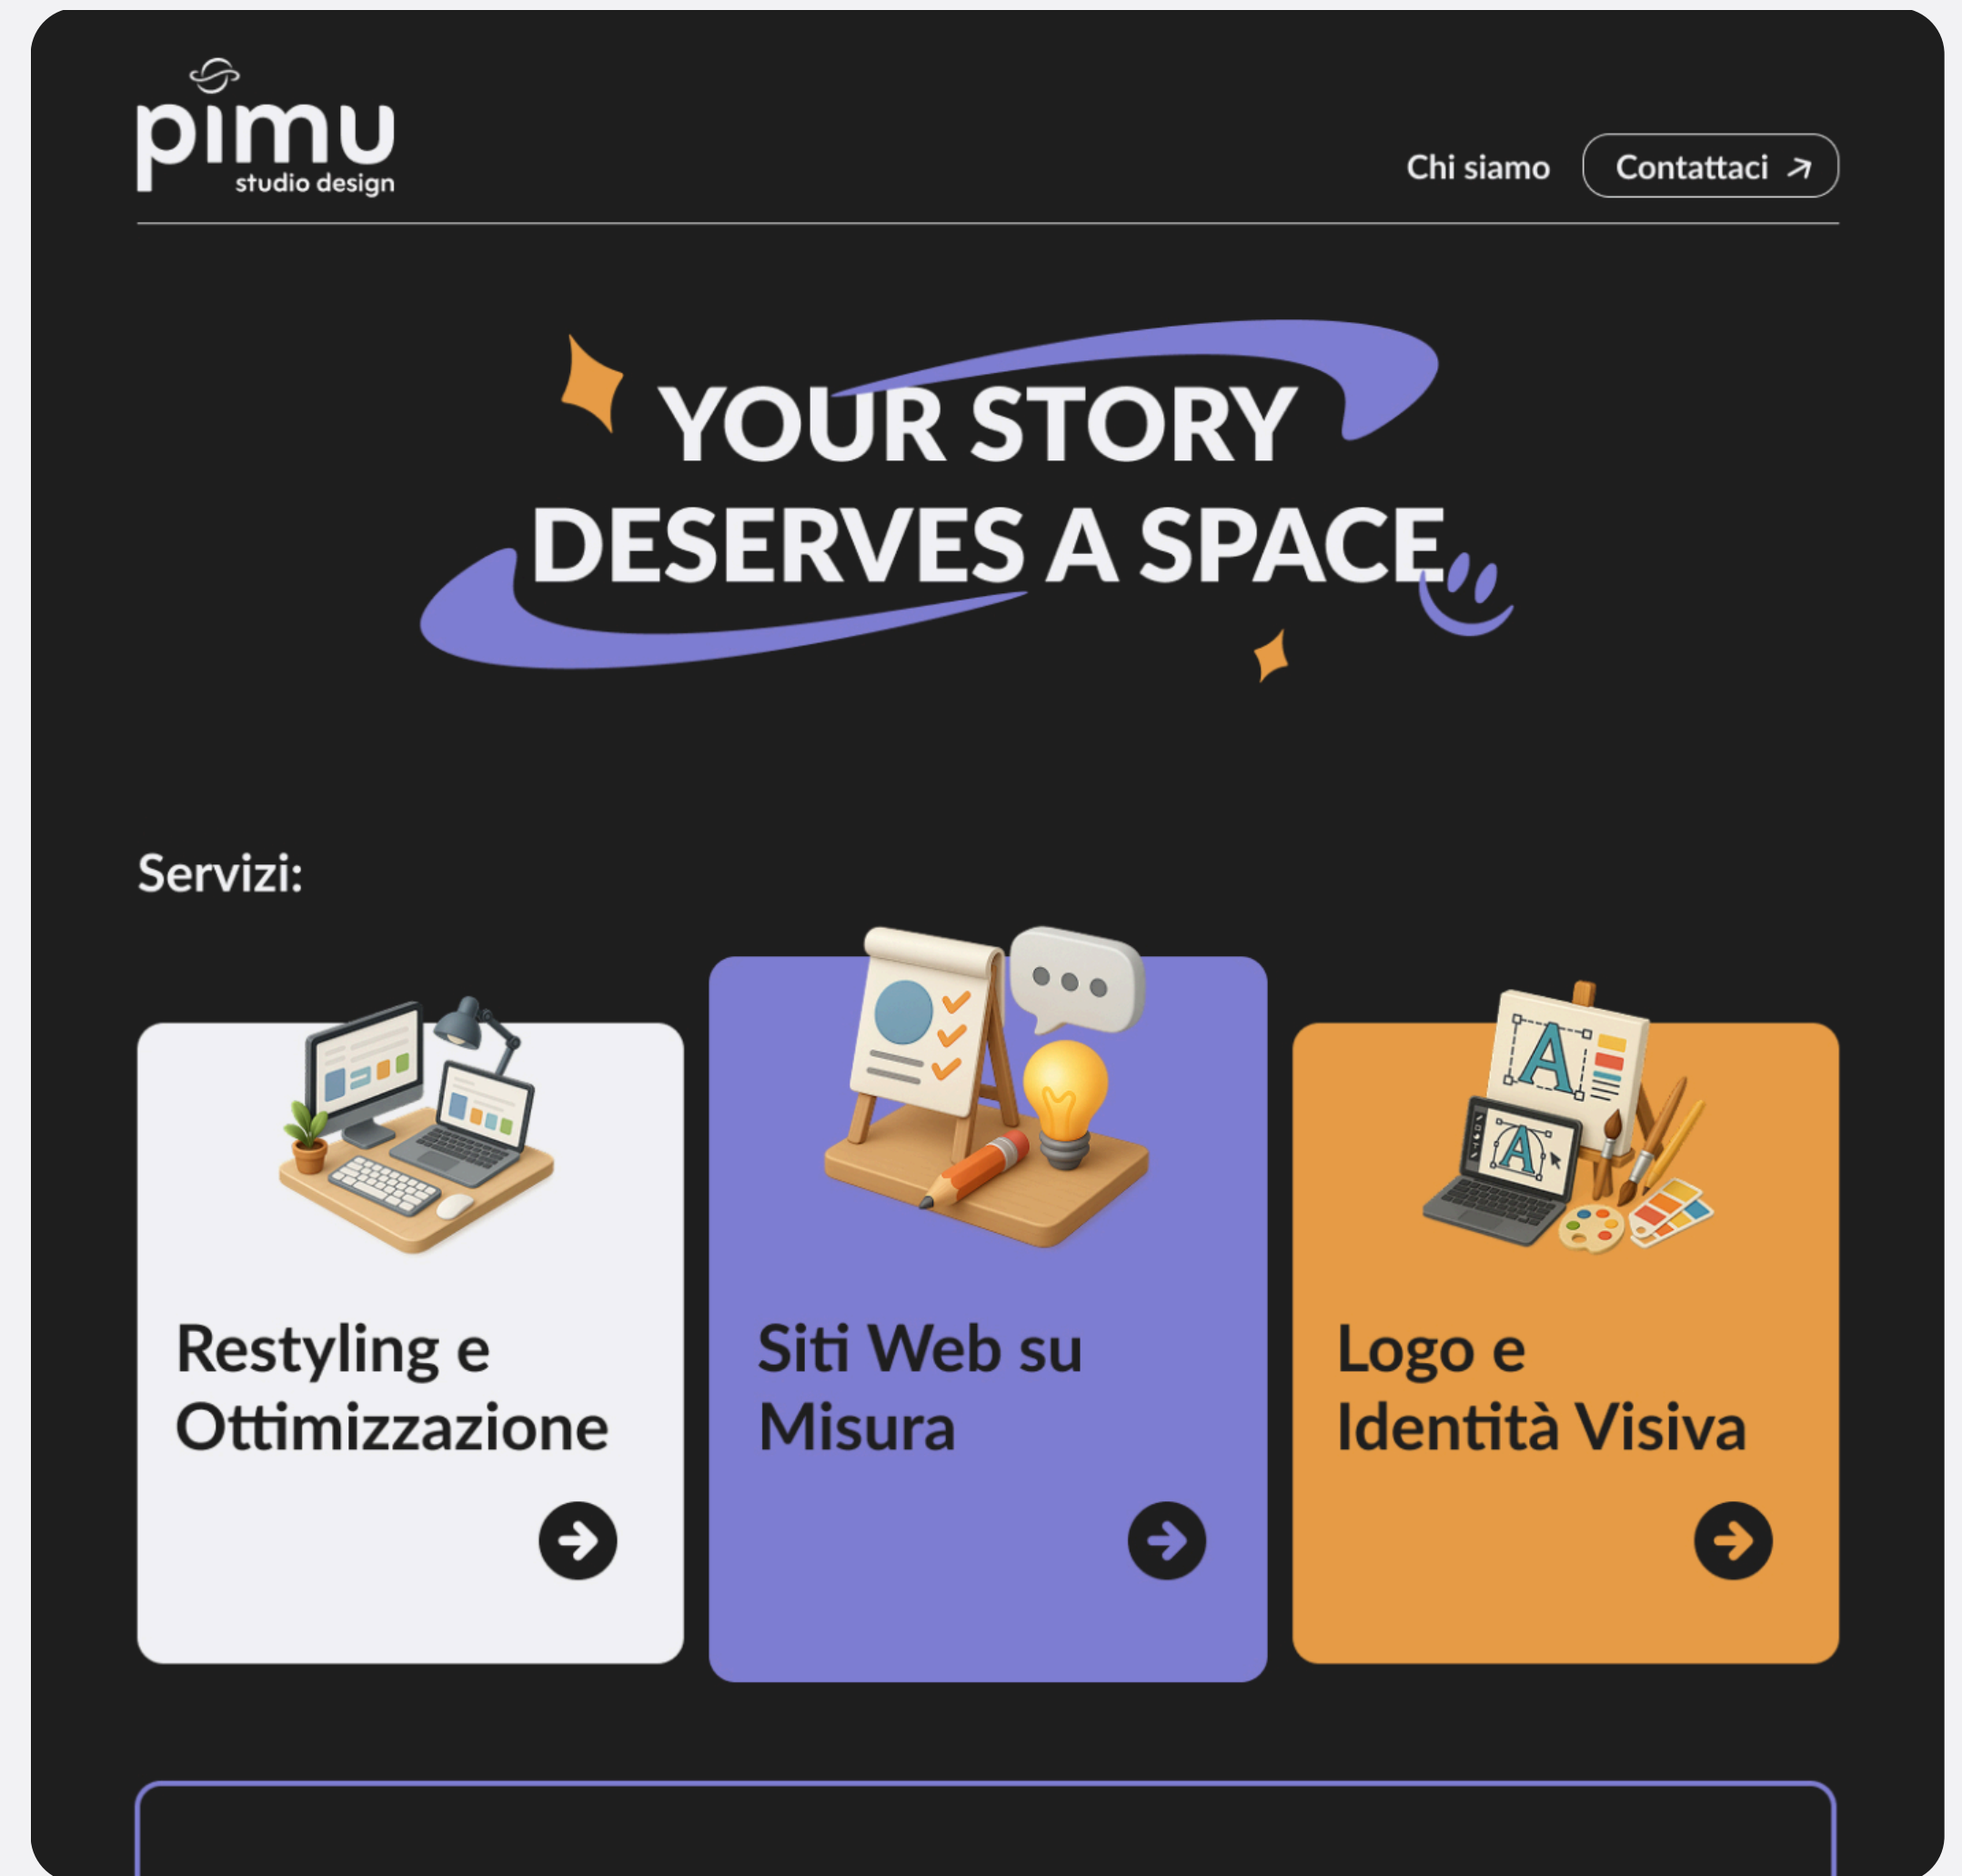 pimu
studio design
Chi siamo
Contattaci
YOUR STORY
DESERVES A SPACE
Servizi:
A
A
Restyling e
Ottimizzazione
Siti Web su
Misura
Logo e
Identità Visiva